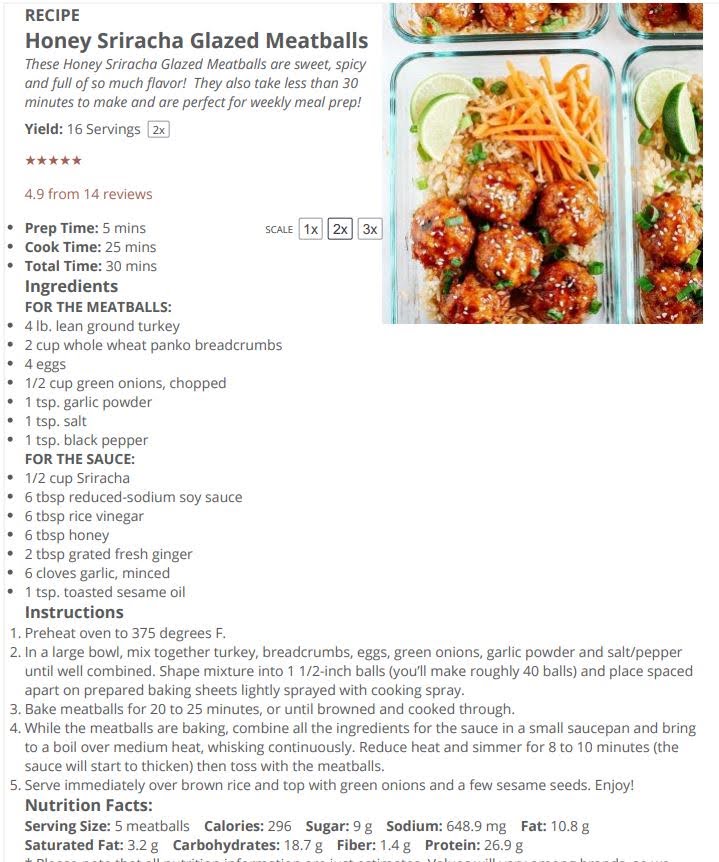 RECIPE
Honey Sriracha Glazed Meatballs
These Honey Sriracha Glazed Meatballs are sweet, spicy
and full of so much flavor! They also take less than 30
minutes to make and are perfect for weekly meal prep!
Yield: 16 Servings 2x
★★★★★
4.9 from 14 reviews
• Prep Time: 5 mins SCALE 1x 2x 3x
• Cook Time: 25 mins
• Total Time: 30 mins
Ingredients
FOR THE MEATBALLS:
• 4 lb. lean ground turkey
• 2 cup whole wheat panko breadcrumbs
• 4 eggs
• 1/2 cup green onions, chopped
• 1 tsp. garlic powder
• 1 tsp. salt
• 1 tsp. black pepper
FOR THE SAUCE:
• 1/2 cup Sriracha
• 6 tbsp reduced-sodium soy sauce
• 6 tbsp rice vinegar
• 6 tbsp honey
• 2 tbsp grated fresh ginger
• 6 cloves garlic, minced
• 1 tsp. toasted sesame oil
Instructions
1. Preheat oven to 375 degrees F.
2. In a large bowl, mix together turkey, breadcrumbs, eggs, green onions, garlic powder and salt/pepper
until well combined. Shape mixture into 1 1/2-inch balls (you’ll make roughly 40 balls) and place spaced
apart on prepared baking sheets lightly sprayed with cooking spray.
3. Bake meatballs for 20 to 25 minutes, or until browned and cooked through.
4. While the meatballs are baking, combine all the ingredients for the sauce in a small saucepan and bring
to a boil over medium heat, whisking continuously. Reduce heat and simmer for 8 to 10 minutes (the
sauce will start to thicken) then toss with the meatballs.
5. Serve immediately over brown rice and top with green onions and a few sesame seeds. Enjoy!
Nutrition Facts:
Serving Size: 5 meatballs Calories: 296 Sugar: 9 g Sodium: 648.9 mg Fat: 10.8 g
Saturated Fat: 3.2 g Carbohydrates: 18.7 g Fiber: 1.4 g Protein: 26.9 g